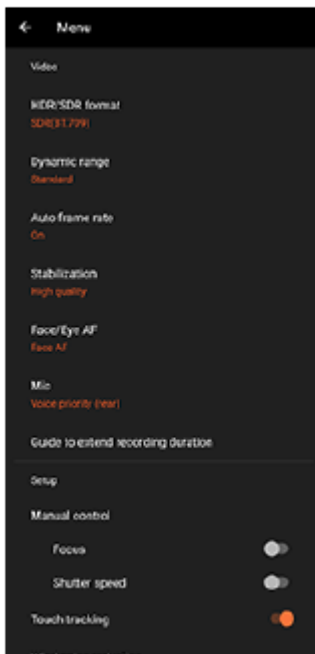 Menu
Video
HDR/SDR format
SDR(BT.709)
Dynamic range
Standard
Auto frame rate
On
Stabilization
High quality
Face/Eye AF
Face AF
Mic
Voice priority (rear)
Guide to extend recording duration
Setup
Manual control
Focus
Shutter speed
Touch tracking